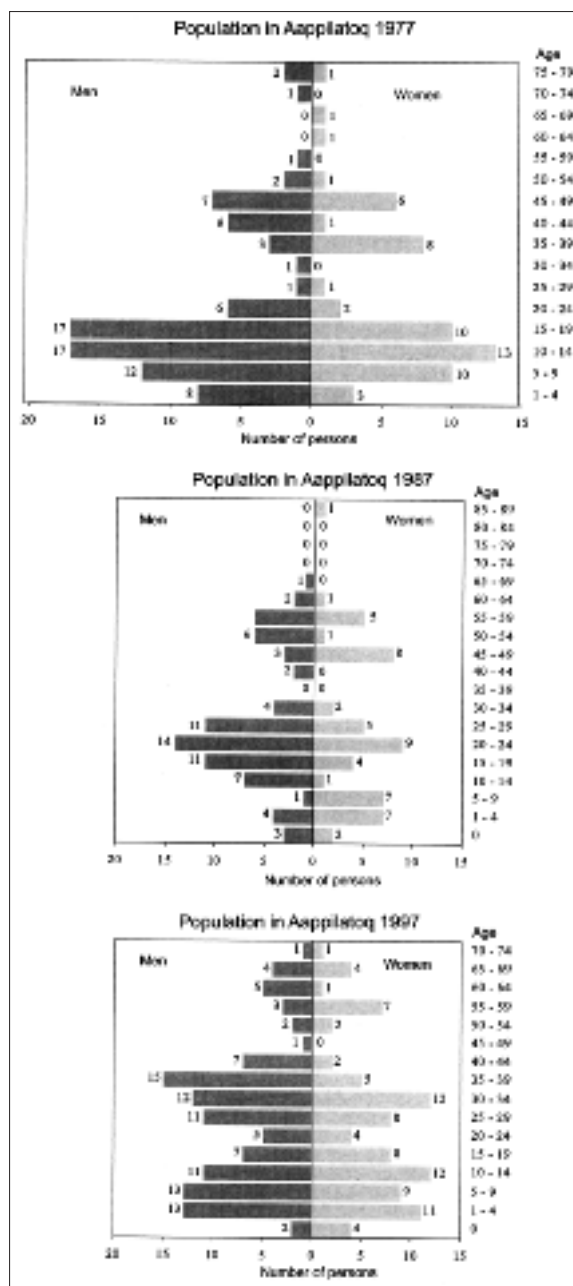 Population in Aappilatoq 1977
Age
Men
Women
2 1 75 - 79
1 0 70 - 74
0 1 65 - 69
0 1 60 - 64
1 0 55 - 59
2 1 50 - 54
7 6 45 - 49
6 1 40 - 44
3 8 35 - 39
1 0 30 - 34
1 1 25 - 29
6 2 20 - 24
17 10 15 - 19
17 13 10 - 14
12 10
8 3 1 - 4
20 15 10 5 0 5 10 15
Number of persons
Population in Aappilatoq 1987
Age
Men
Women
0 1 85 - 89
0 0 80 - 84
0 0 75 - 79
0 0 70 - 74
1 0 65 - 69
2 1 60 - 64
5 55 - 59
6 1 50 - 54
3 8 45 - 49
2 0 40 - 44
0 0 35 - 39
4 2 30 - 34
11 5 25 - 29
14 9 20 - 24
11 4 15 - 19
1 10 - 14
1 7 5 - 9
4 7 1 - 4
3 2 0
20 15 10 5 0 5 10 15
Number of persons
Population in Aappilatoq 1997
Age
Men
Women
1 1 70 - 74
4 4 65 - 69
5 1 60 - 64
3 7 55 - 59
2 2 50 - 54
1 0 45 - 49
7 2 40 - 44
15 5 35 - 39
12 12 30 - 34
11 8 25 - 29
5 4 20 - 24
7 8 15 - 19
11 12 10 - 14
13 9 5 - 9
13 11 1 - 4
2 4 0
20 15 10 5 0 5 10 15
Number of persons